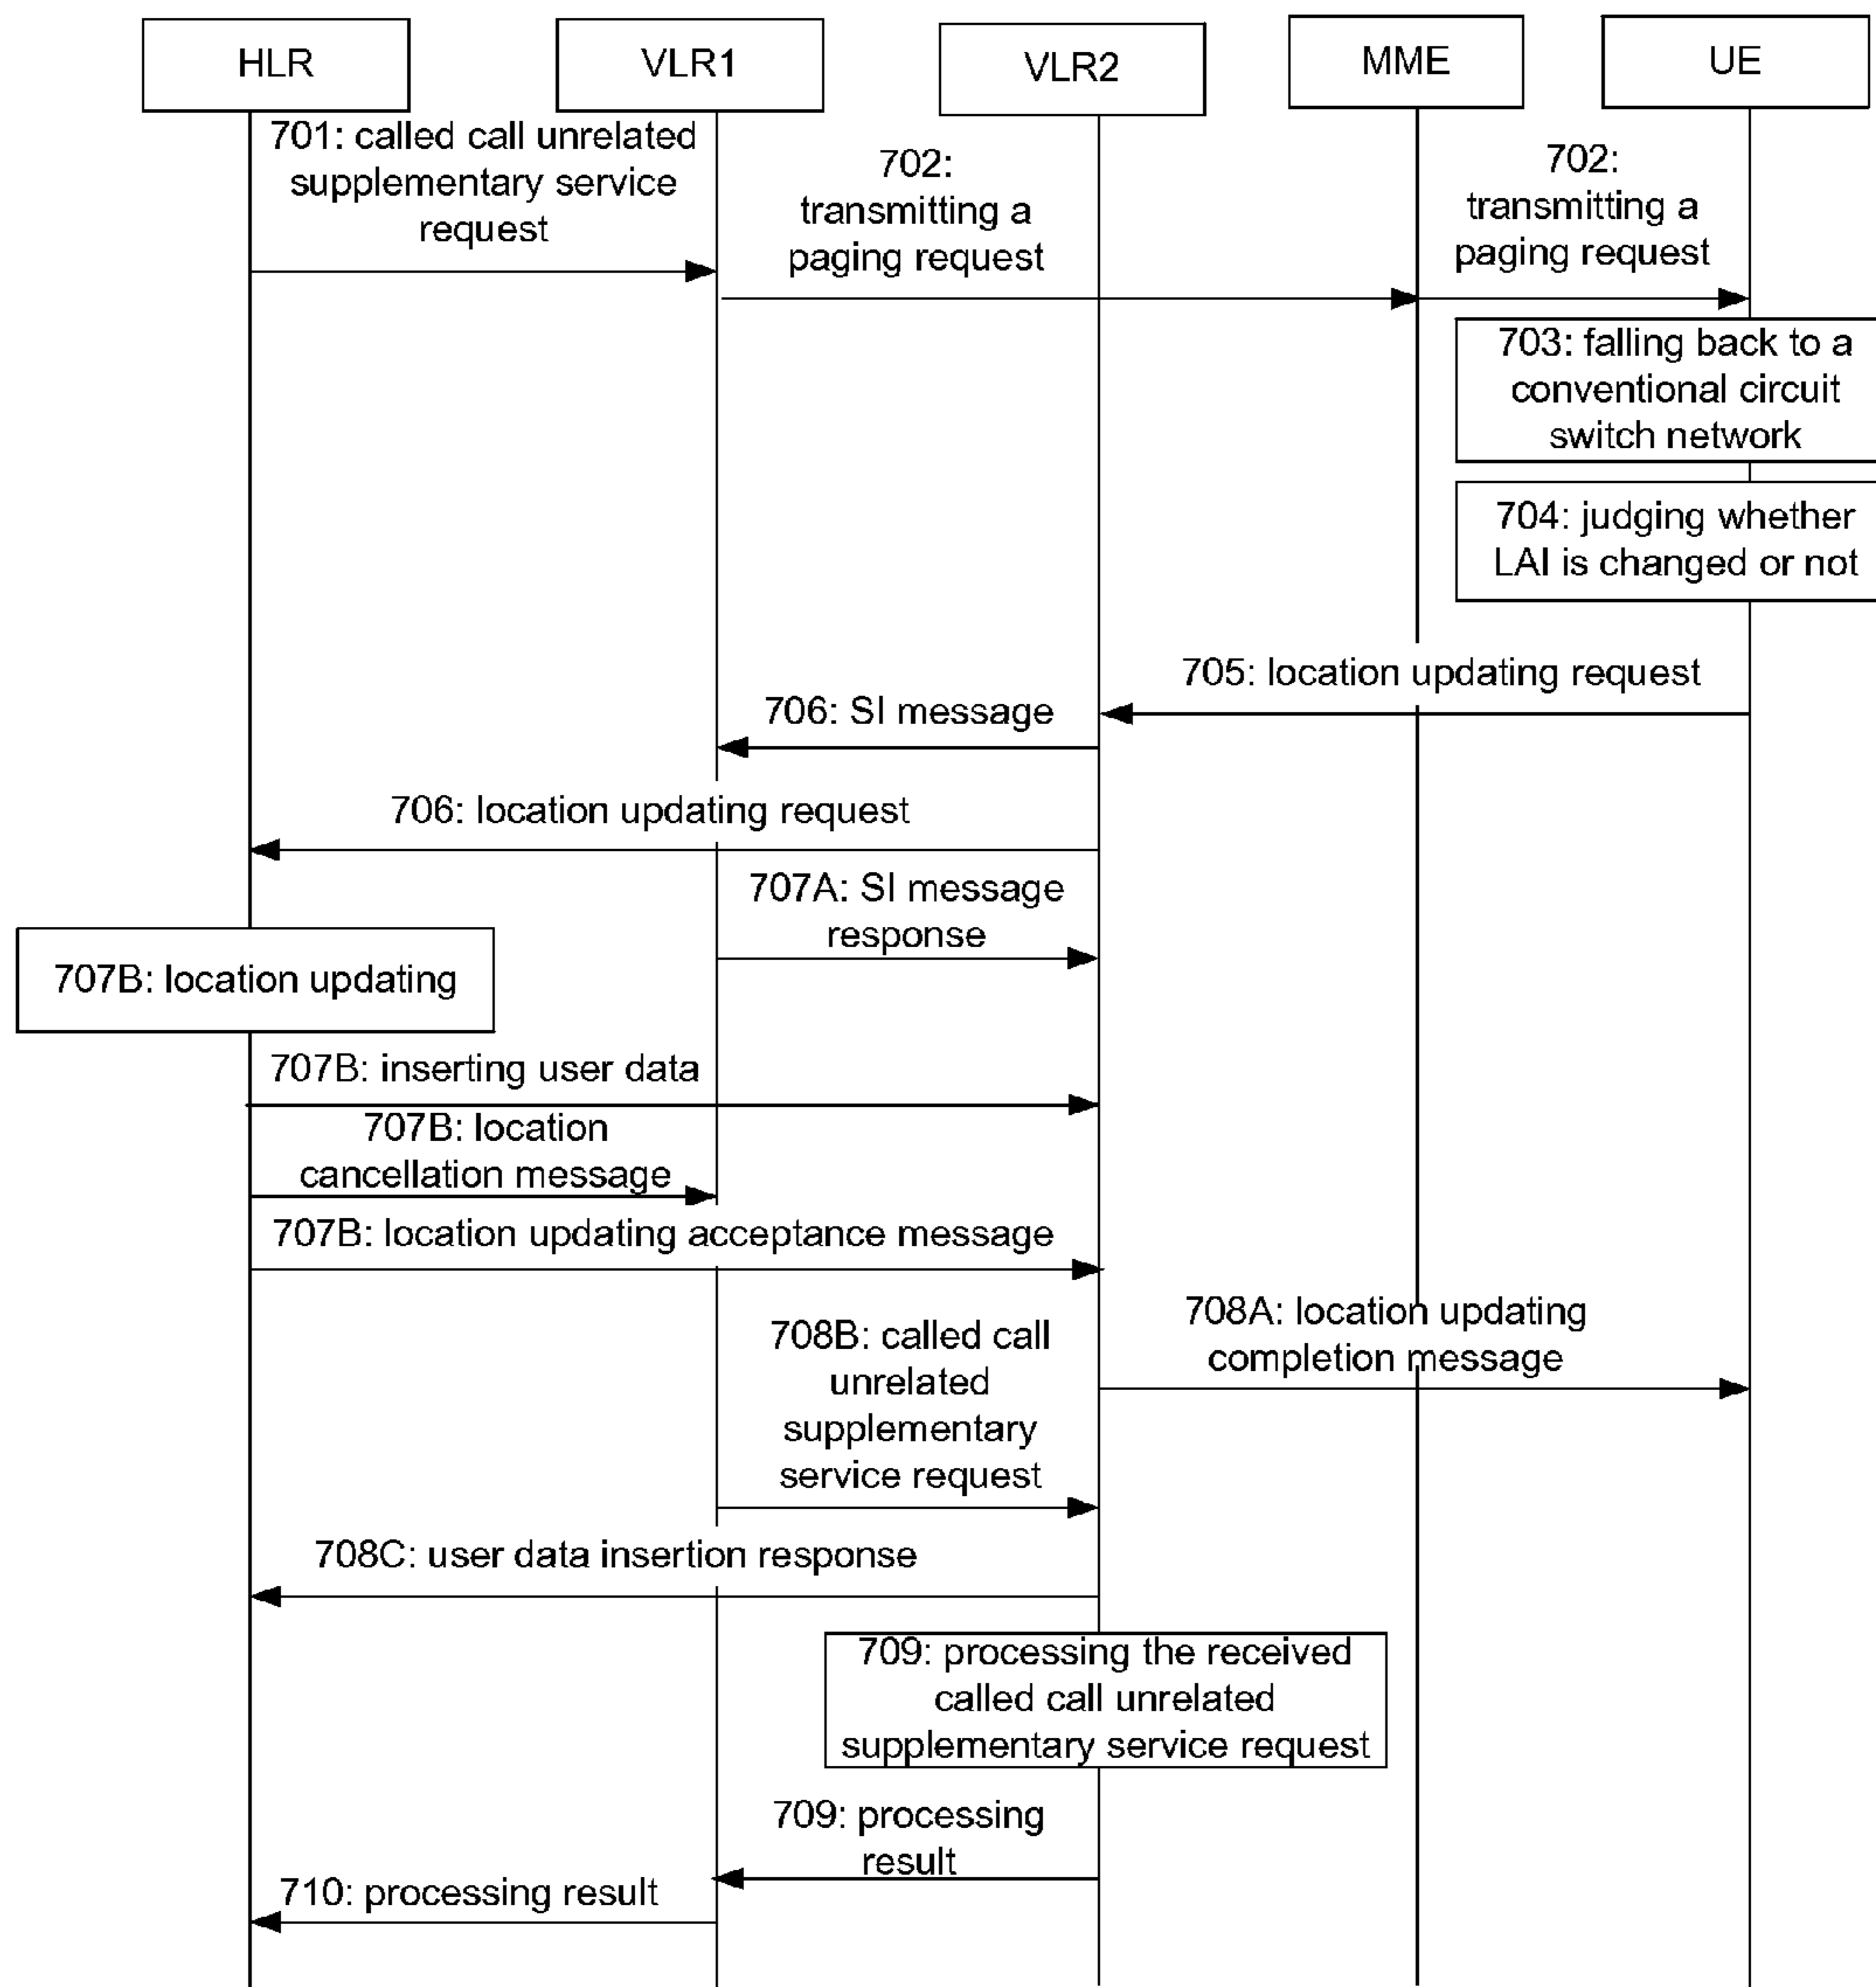 HLR
VLR1
VLR2
MME
UE
701: called call unrelated
supplementary service
request
702:
transmitting a
paging request
702:
transmitting a
paging request
703: falling back to a
conventional circuit
switch network
704: judging whether
LAI is changed or not
705: location updating request
706: SI message
706: location updating request
707A: SI message
response
707B: location updating
707B: inserting user data
707B: location
cancellation message
707B: location updating acceptance message
708A: location updating
completion message
708B: called call
unrelated
supplementary
service request
708C: user data insertion response
709: processing the received
called call unrelated
supplementary service request
709: processing
result
710: processing result